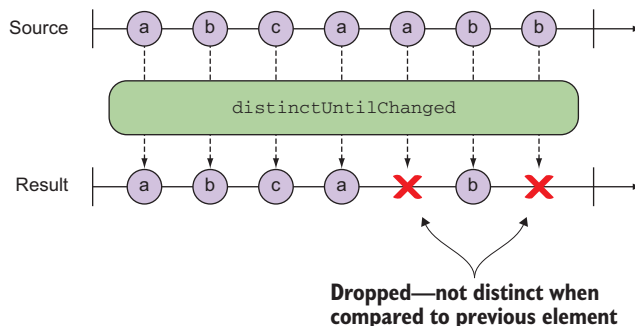 Source a b c a a b b
distinctUntilChanged
Result a b c a b
Dropped—not distinct when
compared to previous element